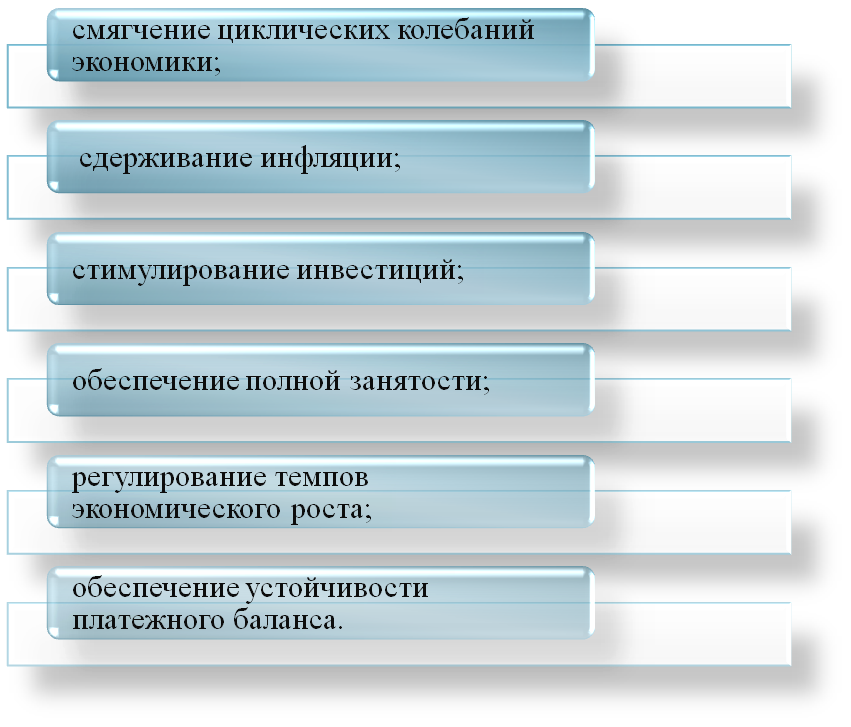 смягчение циклических колебаний
экономики;
сдерживание инфляции;
стимулирование инвестиций;
обеспечение полной занятости;
регулирование темпов
экономического роста;
обеспечение устойчивости
платежного баланса.